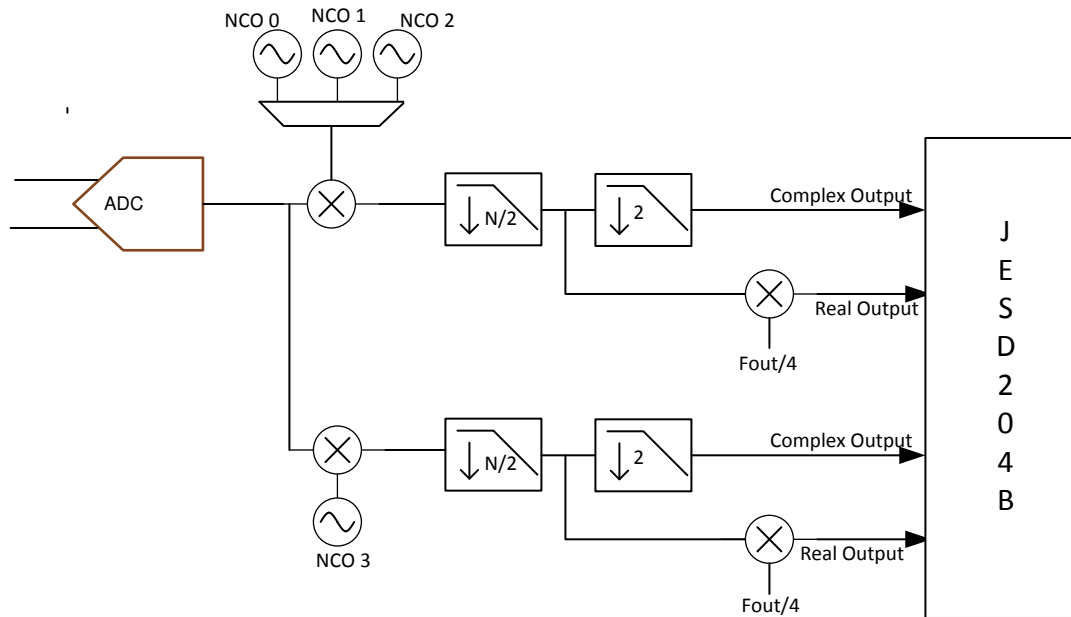 NCO 0
NCO 1
NCO 2
ADC
N/2
2
Complex Output
Real Output
Fout/4
NCO 3
N/2
2
Complex Output
Real Output
Fout/4
J
E
S
D
2
0
4
B